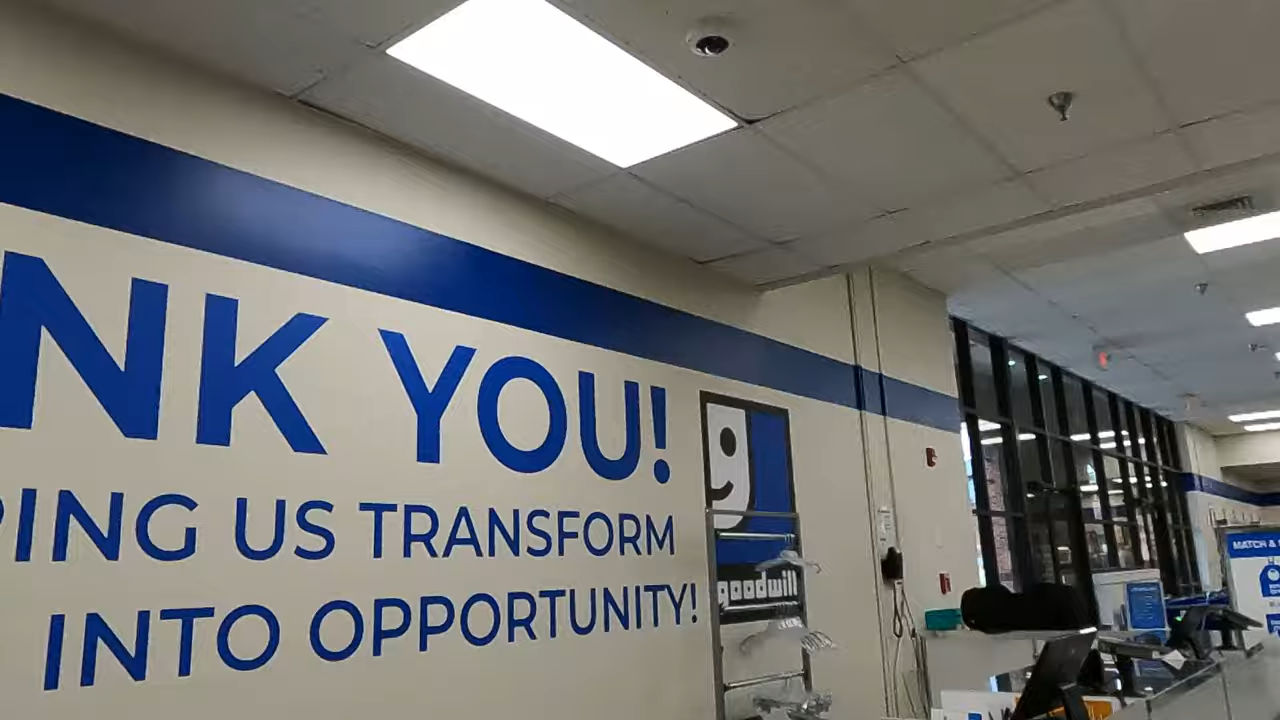 NK YOU!
PING US TRANSFORM
INTO OPPORTUNITY!
goodwill
MATCH &